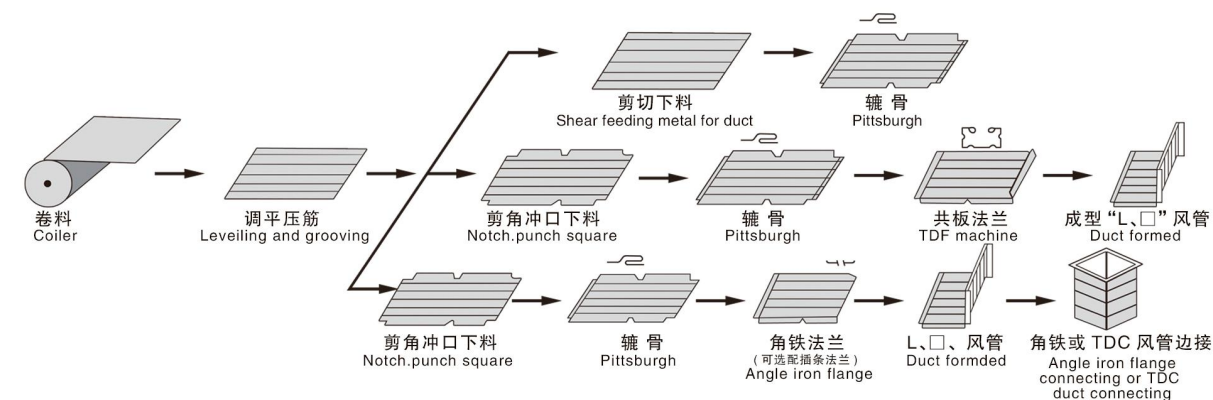 剪切下料
Shear feeding metal for duct
辘骨
Pittsburgh
卷料
Coiler
调平压筋
Leveiling and grooving
剪角冲口下料
Notch.punch square
辘骨
Pittsburgh
共板法兰
TDF machine
成型“L、□”风管
Duct formed
剪角冲口下料
Notch.punch square
辘骨
Pittsburgh
角铁法兰
(可选配插条法兰)
Angle iron flange
L、□、风管
Duct formded
角铁或 TDC 风管边接
Angle iron flange
connecting or TDC
duct connecting